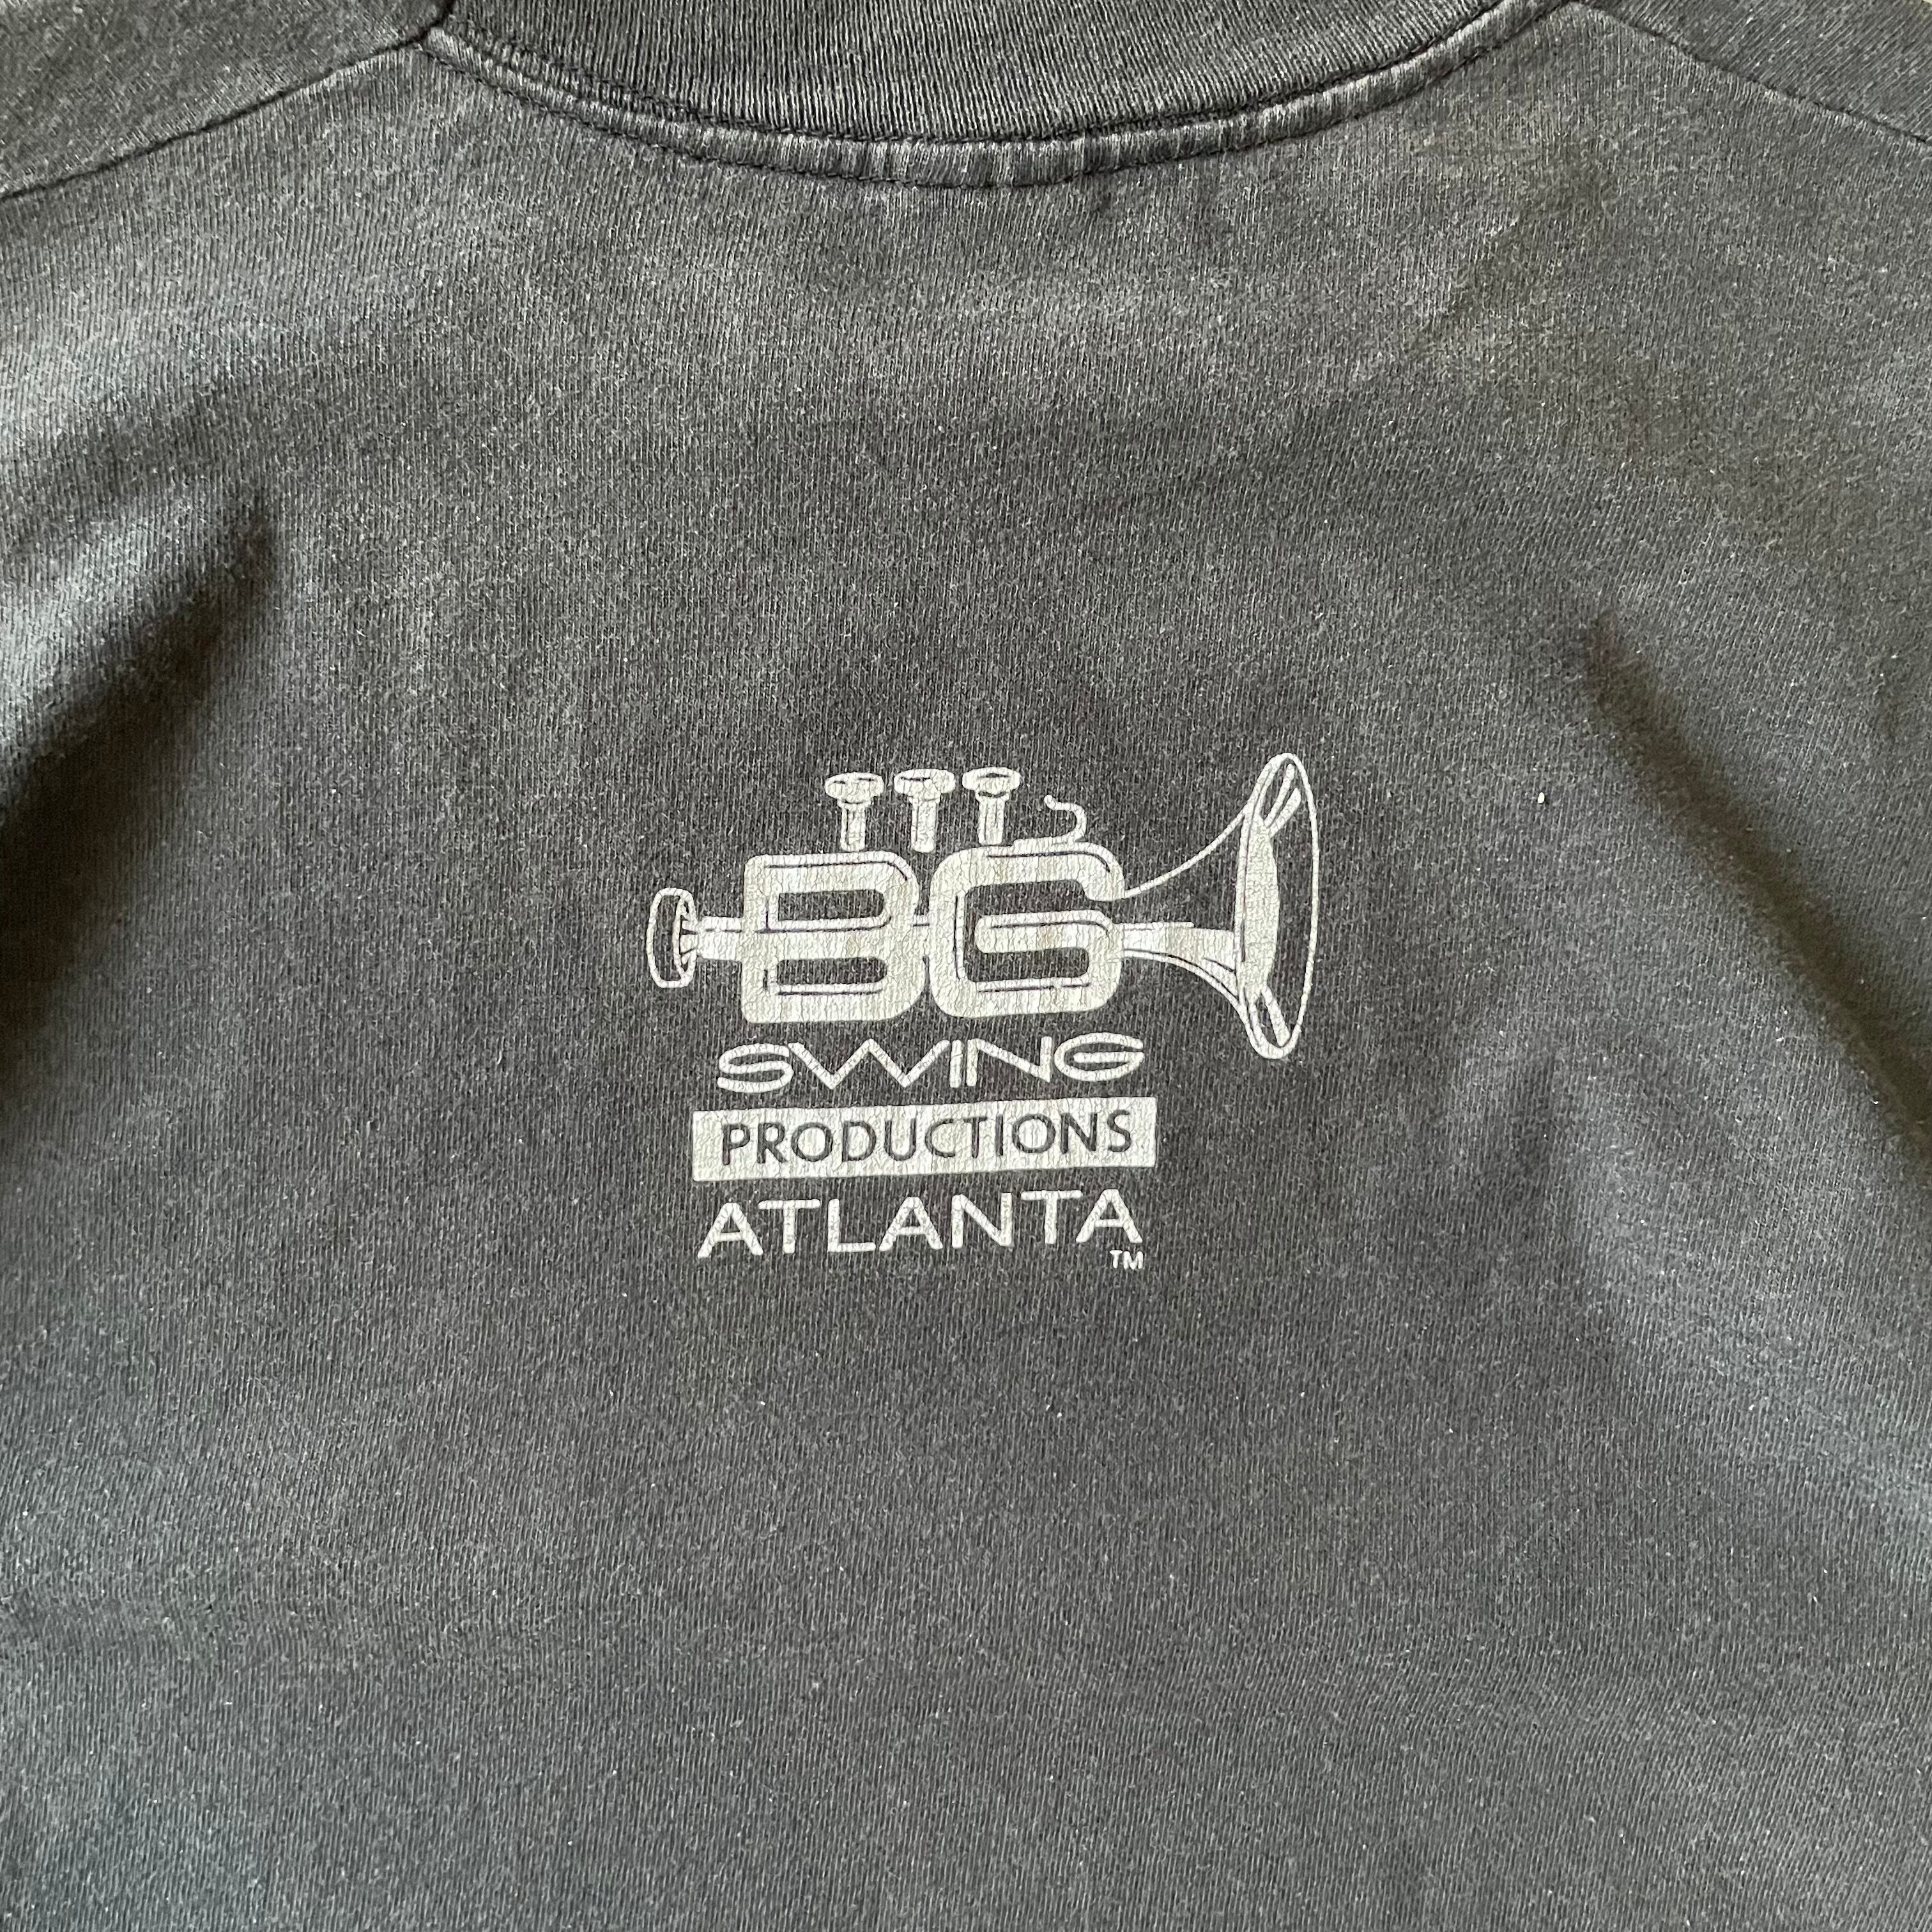 BG
SWING
PRODUCTIONS
ATLANTA
TM